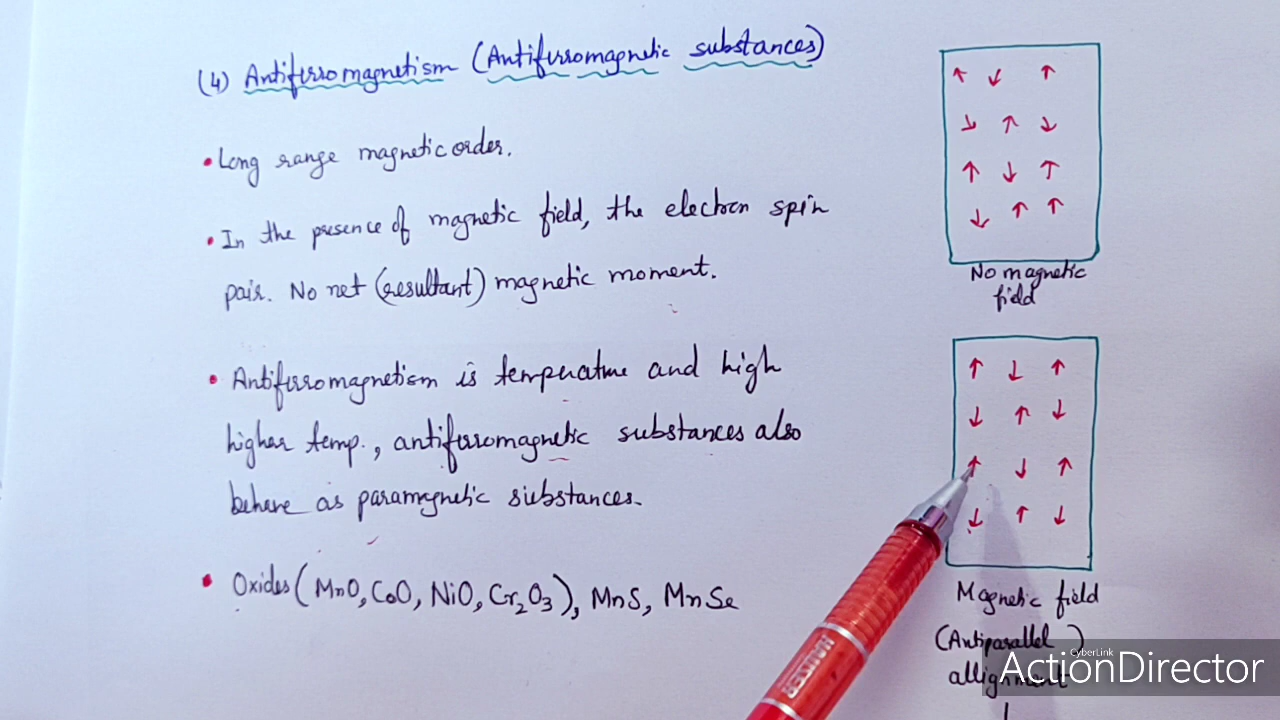 (4) Antiferromagnetism (Antiferromagnetic substances)
• Long range magnetic order.
• In the presence of magnetic field, the electron spin
pair. No net (resultant) magnetic moment.
• Antiferromagnetism is temperature and high
higher temp., antiferromagnetic substances also
behave as paramagnetic substances.
• Oxides (MnO, CoO, NiO, Cr₂O₃), MnS, MnSe
No magnetic
field
Magnetic field
(Antiparallel )
allignment
CyberLink
ActionDirector